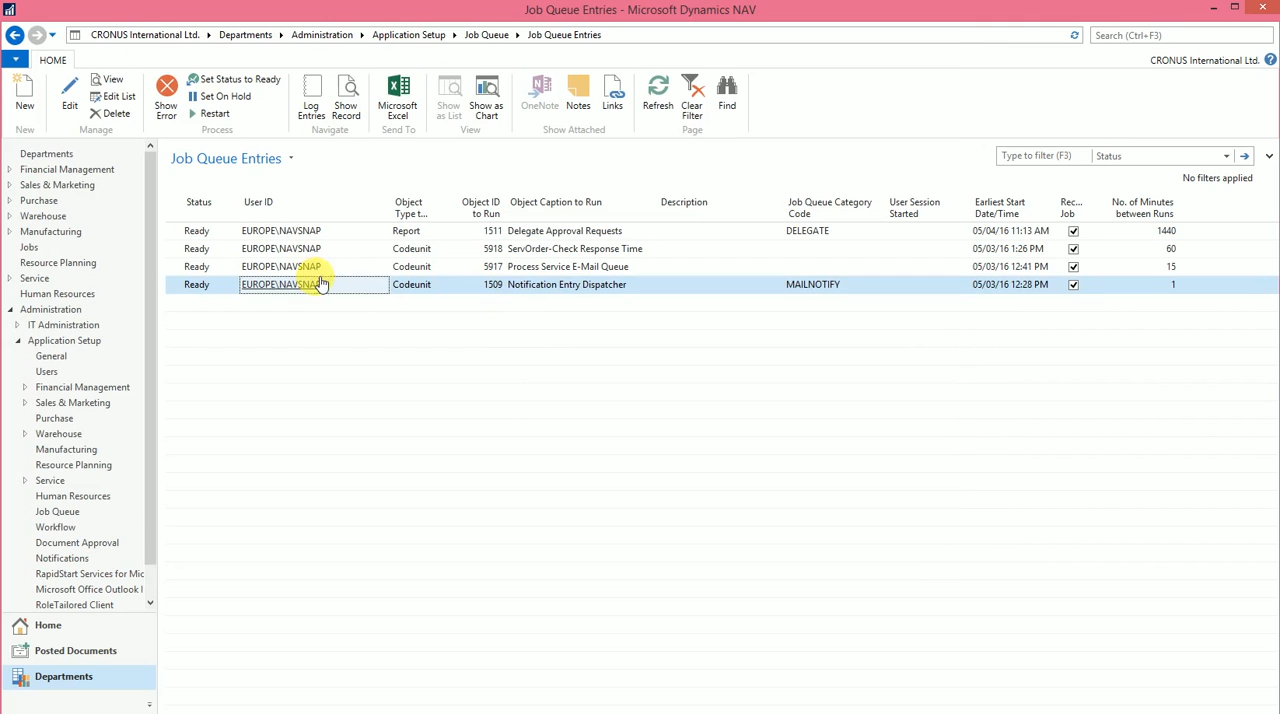 Job Queue Entries - Microsoft Dynamics NAV
CRONUS International Ltd. Departments Administration Application Setup Job Queue Job Queue Entries
Search (Ctrl+F3)
HOME
CRONUS International Ltd.
New
Edit
View
Edit List
Delete
Show Error
Set Status to Ready
Set On Hold
Restart
Log Entries
Show Record
Microsoft Excel
Show as List
Show as Chart
OneNote
Notes
Links
Refresh
Clear Filter
Find
New Manage Process Navigate Send To View Show Attached Page
Departments
Financial Management
Sales & Marketing
Purchase
Warehouse
Manufacturing
Jobs
Resource Planning
Service
Human Resources
Administration
IT Administration
Application Setup
General
Users
Financial Management
Sales & Marketing
Purchase
Warehouse
Manufacturing
Resource Planning
Service
Human Resources
Job Queue
Workflow
Document Approval
Notifications
RapidStart Services for Mic
Microsoft Office Outlook I
RoleTailored Client
Home
Posted Documents
Departments
Job Queue Entries
Type to filter (F3) Status
No filters applied
Status User ID Object Type t... Object ID to Run Object Caption to Run Description Job Queue Category Code User Session Started Earliest Start Date/Time Rec... Job No. of Minutes between Runs
Ready EUROPE\NAVSNAP Report 1511 Delegate Approval Requests DELEGATE 05/04/16 11:13 AM 1440
Ready EUROPE\NAVSNAP Codeunit 5918 ServOrder-Check Response Time 05/03/16 1:26 PM 60
Ready EUROPE\NAVSNAP Codeunit 5917 Process Service E-Mail Queue 05/03/16 12:41 PM 15
Ready EUROPE\NAVSNAP Codeunit 1509 Notification Entry Dispatcher MAILNOTIFY 05/03/16 12:28 PM 1